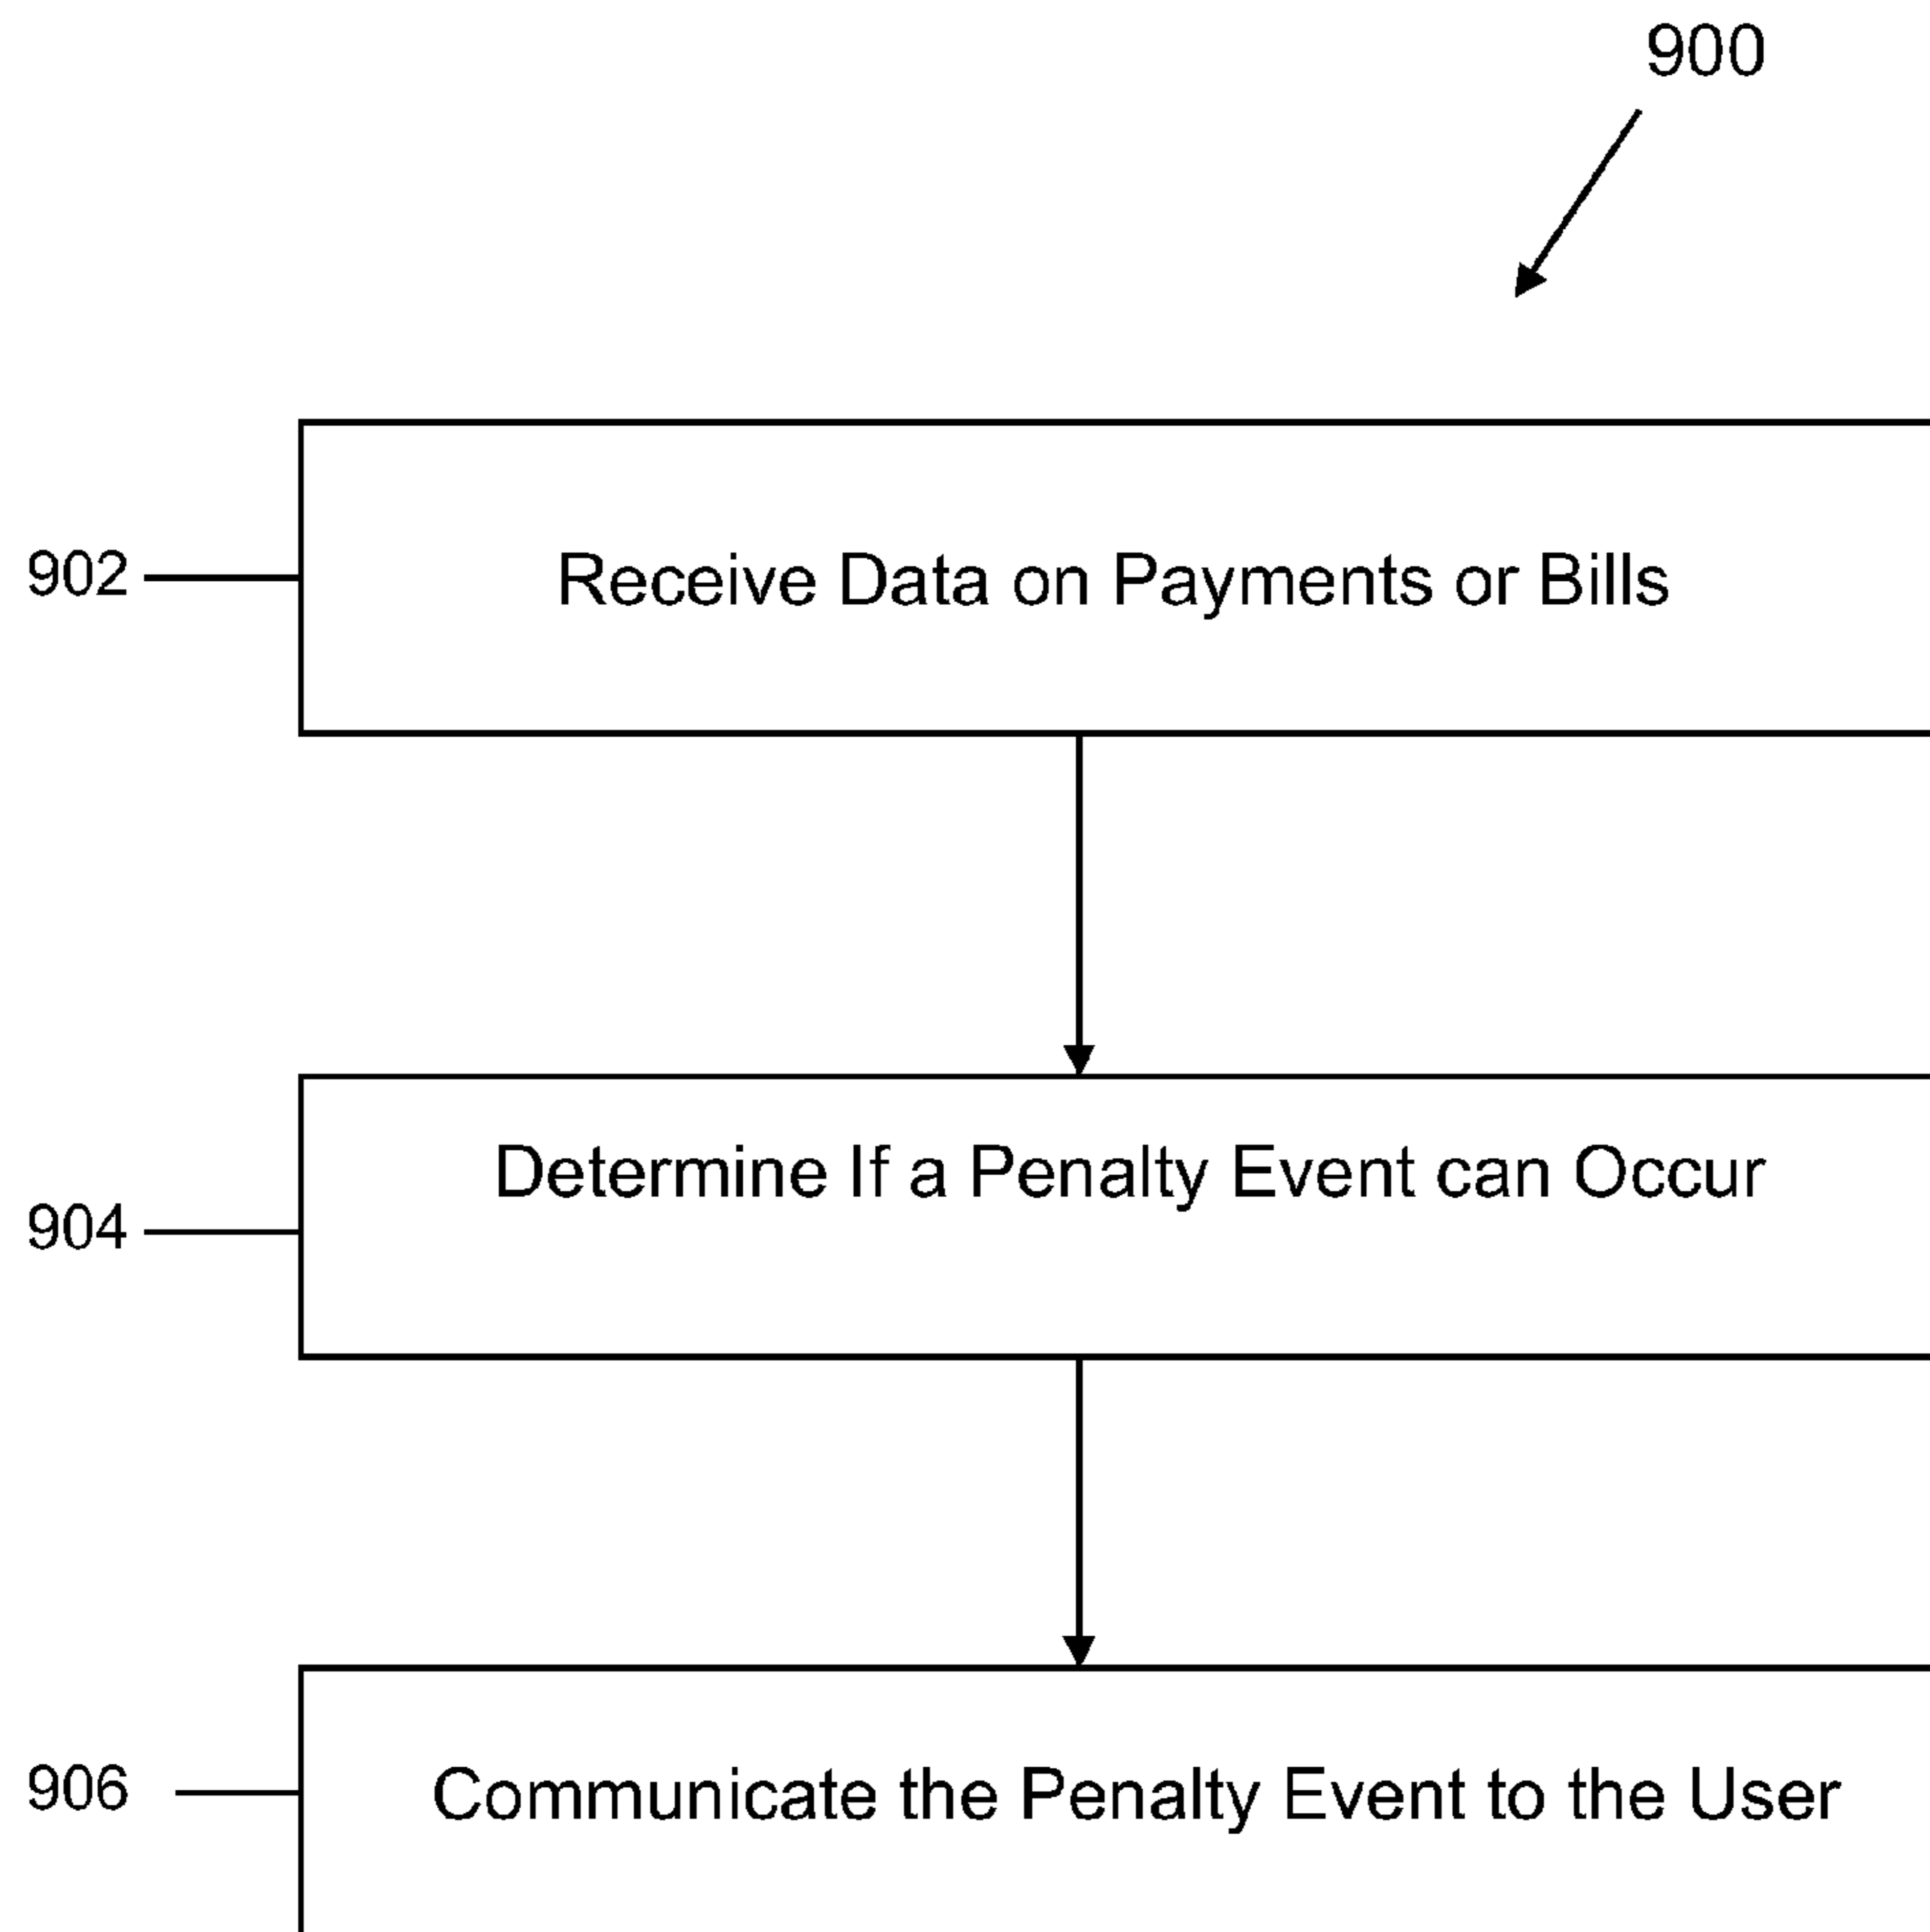 900
902
Receive Data on Payments or Bills
904
Determine If a Penalty Event can Occur
906
Communicate the Penalty Event to the User